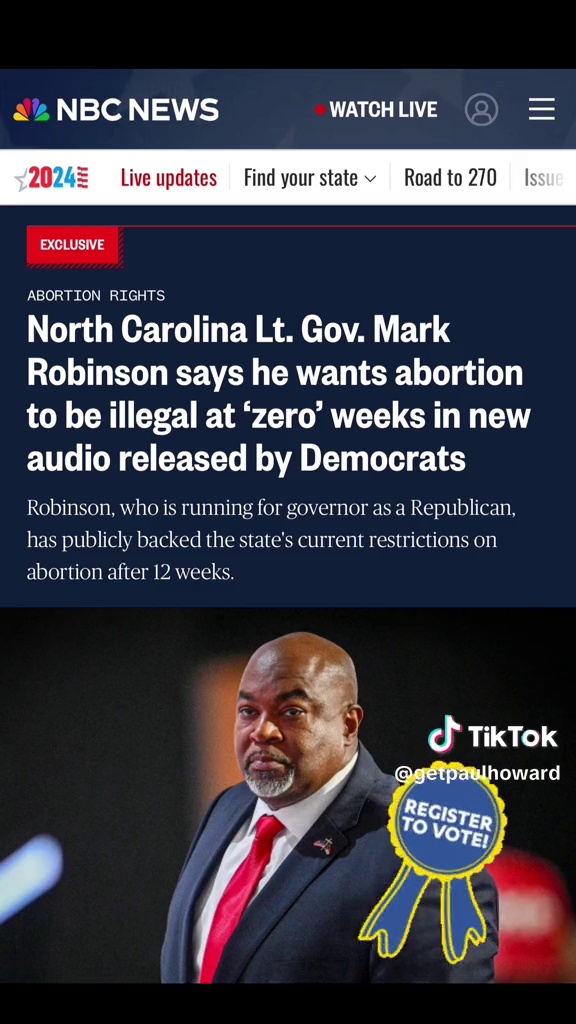 NBC NEWS
WATCH LIVE
2024
Live updates
Find your state
Road to 270
Issue
EXCLUSIVE
ABORTION RIGHTS
North Carolina Lt. Gov. Mark
Robinson says he wants abortion
to be illegal at ‘zero’ weeks in new
audio released by Democrats
Robinson, who is running for governor as a Republican,
has publicly backed the state's current restrictions on
abortion after 12 weeks.
TikTok
@getpaulhoward
REGISTER
TO VOTE!